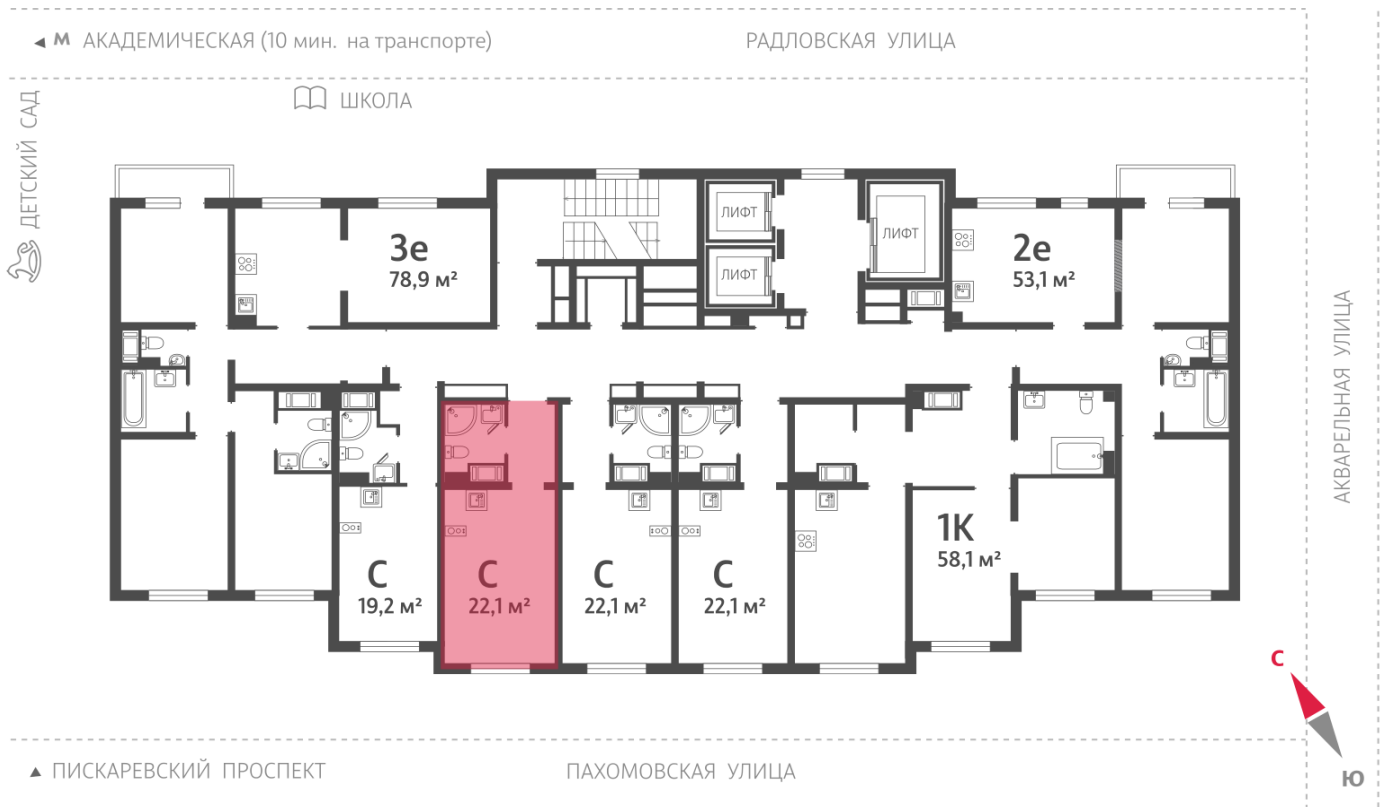 М АКАДЕМИЧЕСКАЯ (10 мин. на транспорте)
РАДЛОВСКАЯ УЛИЦА
ШКОЛА
ДЕТСКИЙ САД
3е
78,9 м²
ЛИФТ
ЛИФТ
ЛИФТ
2е
53,1 м²
АКВАРЕЛЬНАЯ УЛИЦА
С
19,2 м²
С
22,1 м²
С
22,1 м²
С
22,1 м²
1К
58,1 м²
С
Ю
ПИСКАРЕВСКИЙ ПРОСПЕКТ
ПАХОМОВСКАЯ УЛИЦА